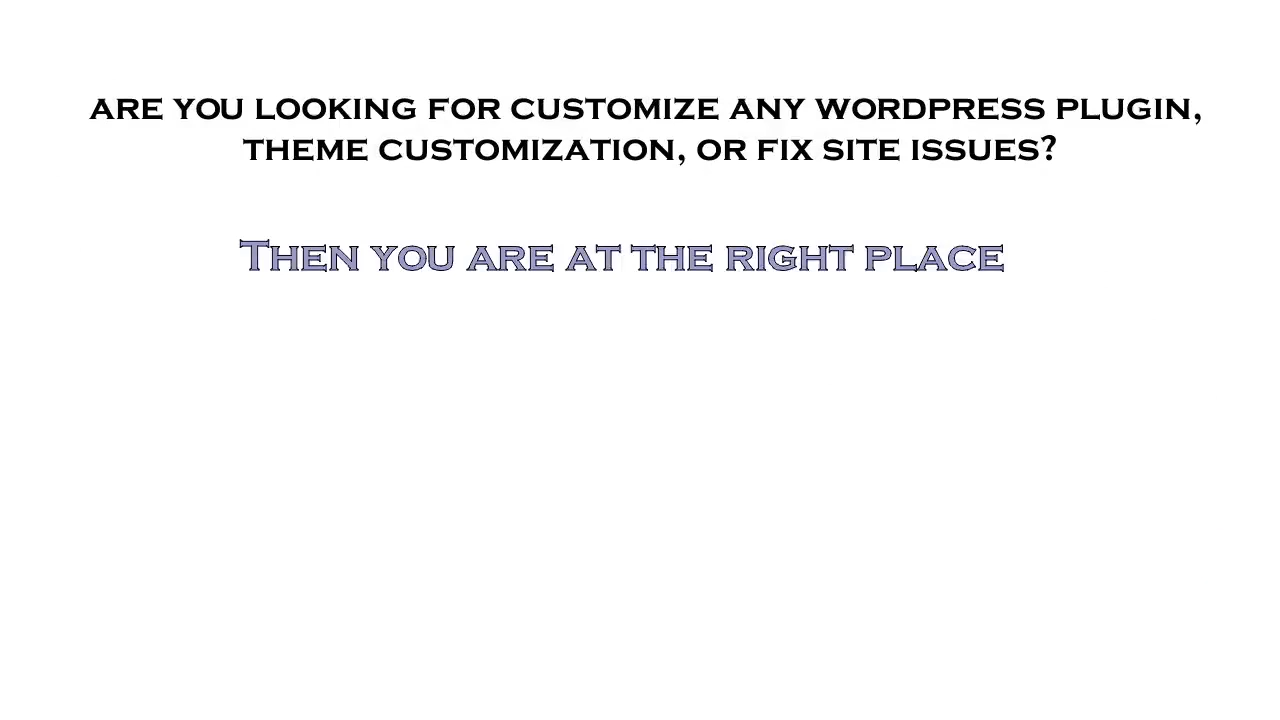 ARE YOU LOOKING FOR CUSTOMIZE ANY WORDPRESS PLUGIN,
THEME CUSTOMIZATION, OR FIX SITE ISSUES?
THEN YOU ARE AT THE RIGHT PLACE